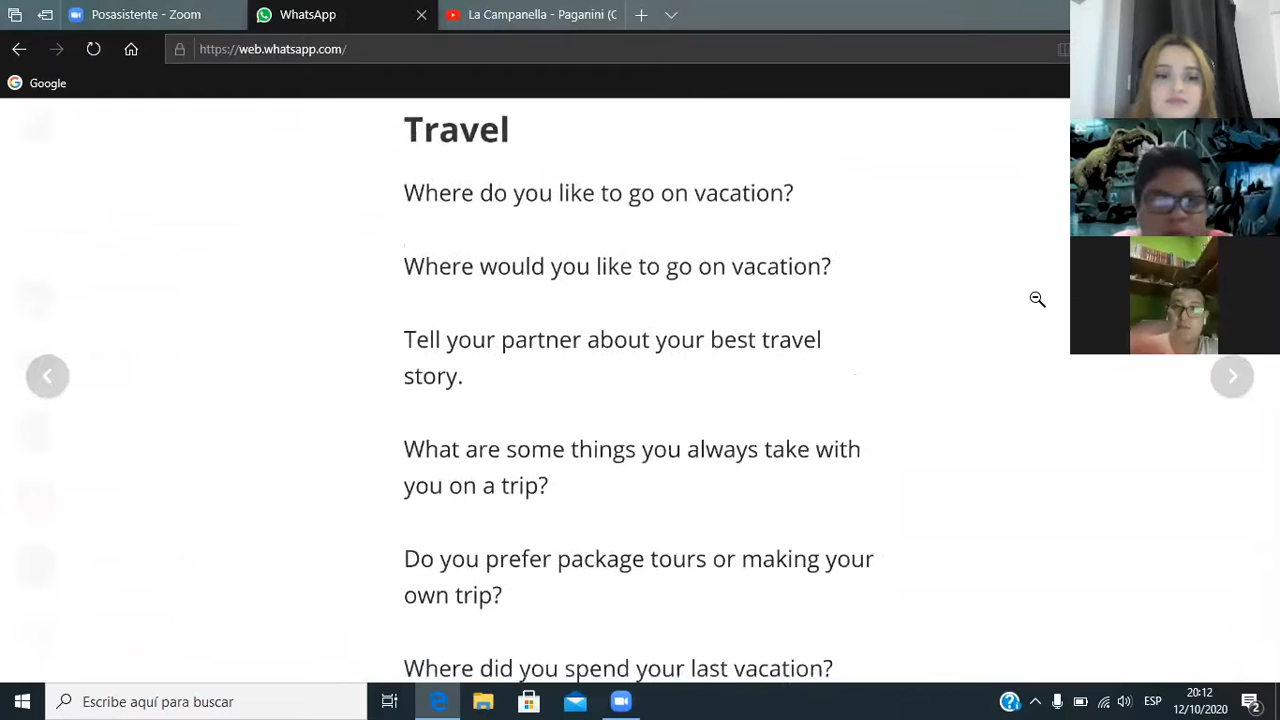 Posasistente - Zoom
WhatsApp
La Campanella - Paganini (C
https://web.whatsapp.com/
Google
Travel
Where do you like to go on vacation?
Where would you like to go on vacation?
Tell your partner about your best travel
story.
What are some things you always take with
you on a trip?
Do you prefer package tours or making your
own trip?
Where did you spend your last vacation?
Escribe aquí para buscar
ESP
20:12
12/10/2020
2